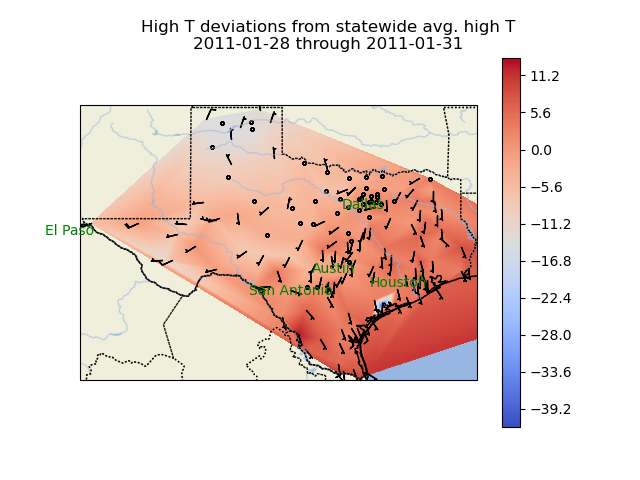 High T deviations from statewide avg. high T
2011-01-28 through 2011-01-31
11.2
5.6
0.0
−5.6
−11.2
−16.8
−22.4
−28.0
−33.6
−39.2
Dallas
El Paso
Austin
Houston
San Antonio